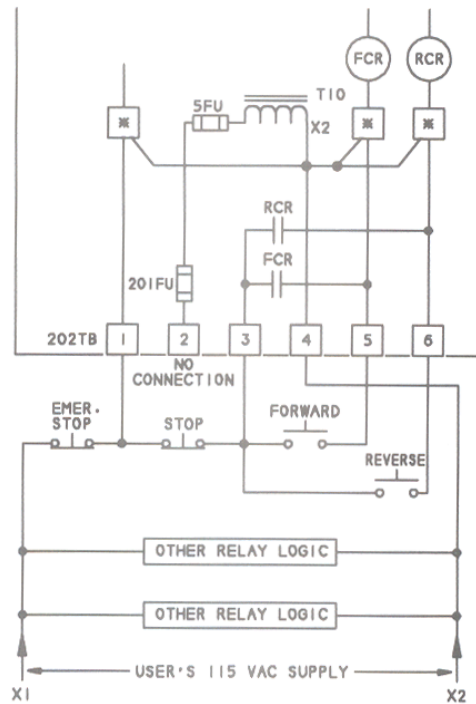 FCR
RCR
T10
5FU
X2
*
*
*
RCR
FCR
201FU
202TB
1
2
3
4
5
6
NO
CONNECTION
EMER.
STOP
STOP
FORWARD
REVERSE
OTHER RELAY LOGIC
OTHER RELAY LOGIC
USER'S 115 VAC SUPPLY
X1
X2